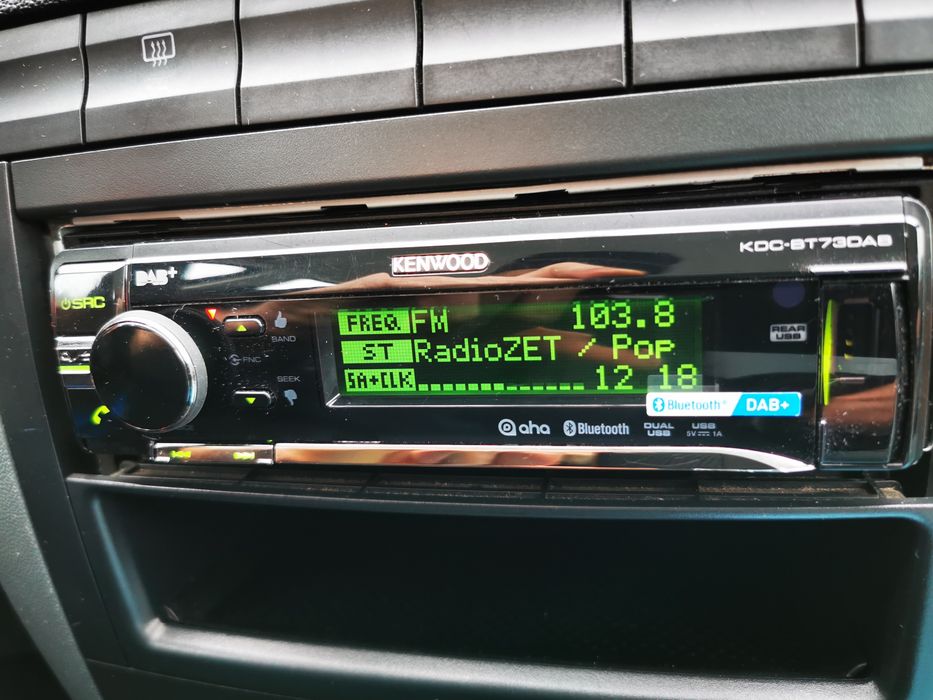 KENWOOD
KDC-BT73DAB
DAB+
SRC
BAND
FNC
SEEK
FREQ FM 103.8
ST RadioZET / Pop
SA+CLK 12 18
REAR USB
Bluetooth® DAB+
aha Bluetooth DUAL USB USB 5V 1A